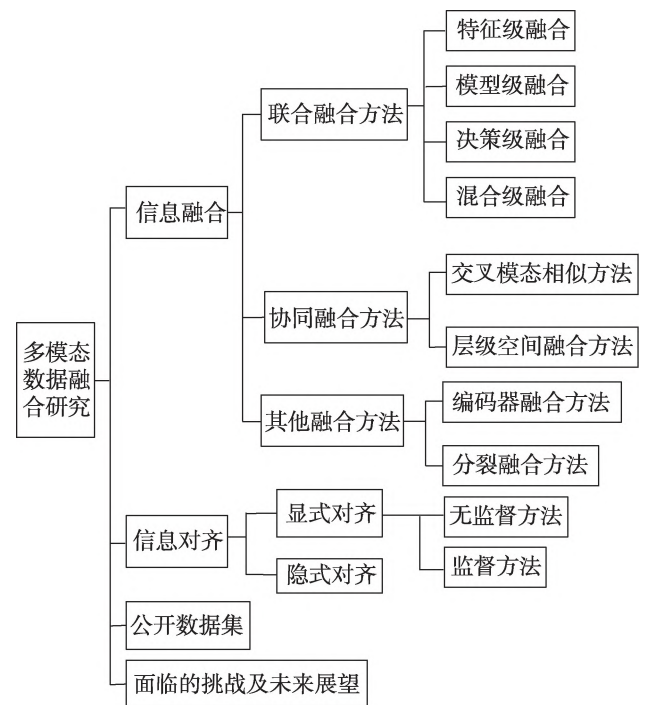 多模态
数据融
合研究
信息融合
联合融合方法
特征级融合
模型级融合
决策级融合
混合级融合
协同融合方法
交叉模态相似方法
层级空间融合方法
其他融合方法
编码器融合方法
分裂融合方法
信息对齐
显式对齐
无监督方法
监督方法
隐式对齐
公开数据集
面临的挑战及未来展望